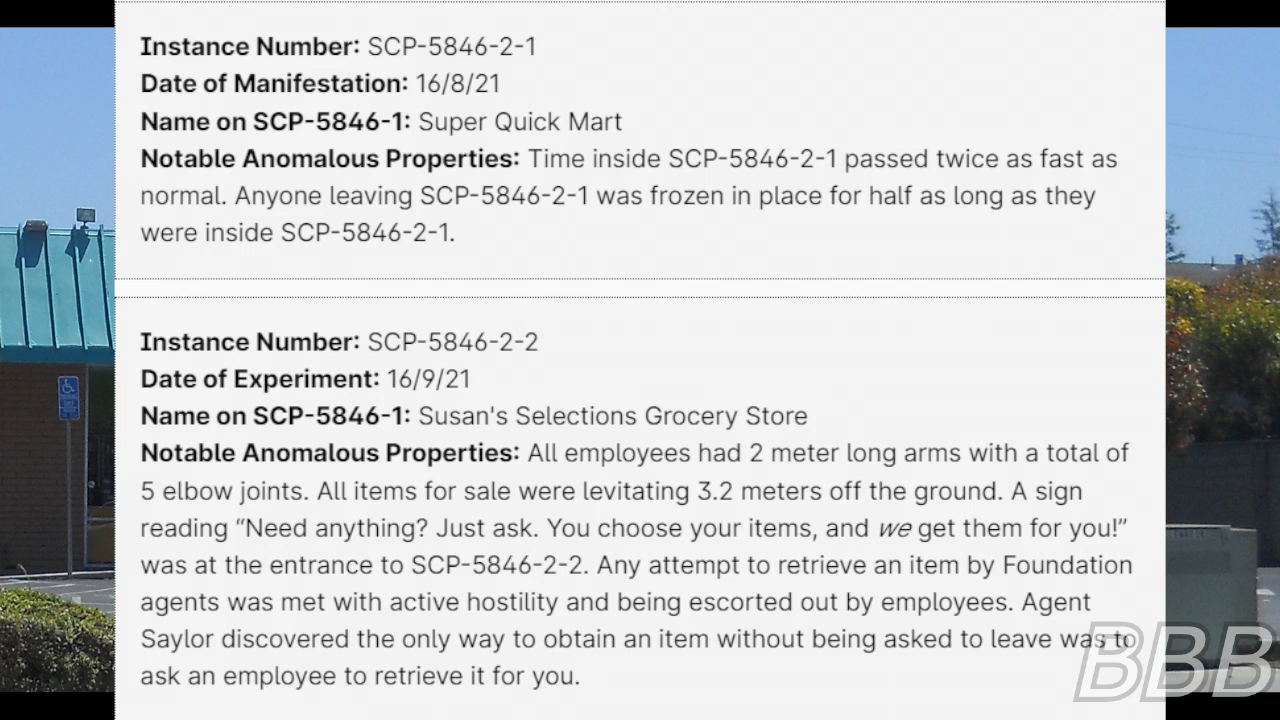 Instance Number: SCP-5846-2-1
Date of Manifestation: 16/8/21
Name on SCP-5846-1: Super Quick Mart
Notable Anomalous Properties: Time inside SCP-5846-2-1 passed twice as fast as
normal. Anyone leaving SCP-5846-2-1 was frozen in place for half as long as they
were inside SCP-5846-2-1.
Instance Number: SCP-5846-2-2
Date of Experiment: 16/9/21
Name on SCP-5846-1: Susan's Selections Grocery Store
Notable Anomalous Properties: All employees had 2 meter long arms with a total of
5 elbow joints. All items for sale were levitating 3.2 meters off the ground. A sign
reading “Need anything? Just ask. You choose your items, and we get them for you!”
was at the entrance to SCP-5846-2-2. Any attempt to retrieve an item by Foundation
agents was met with active hostility and being escorted out by employees. Agent
Saylor discovered the only way to obtain an item without being asked to leave was to
ask an employee to retrieve it for you.
BBB